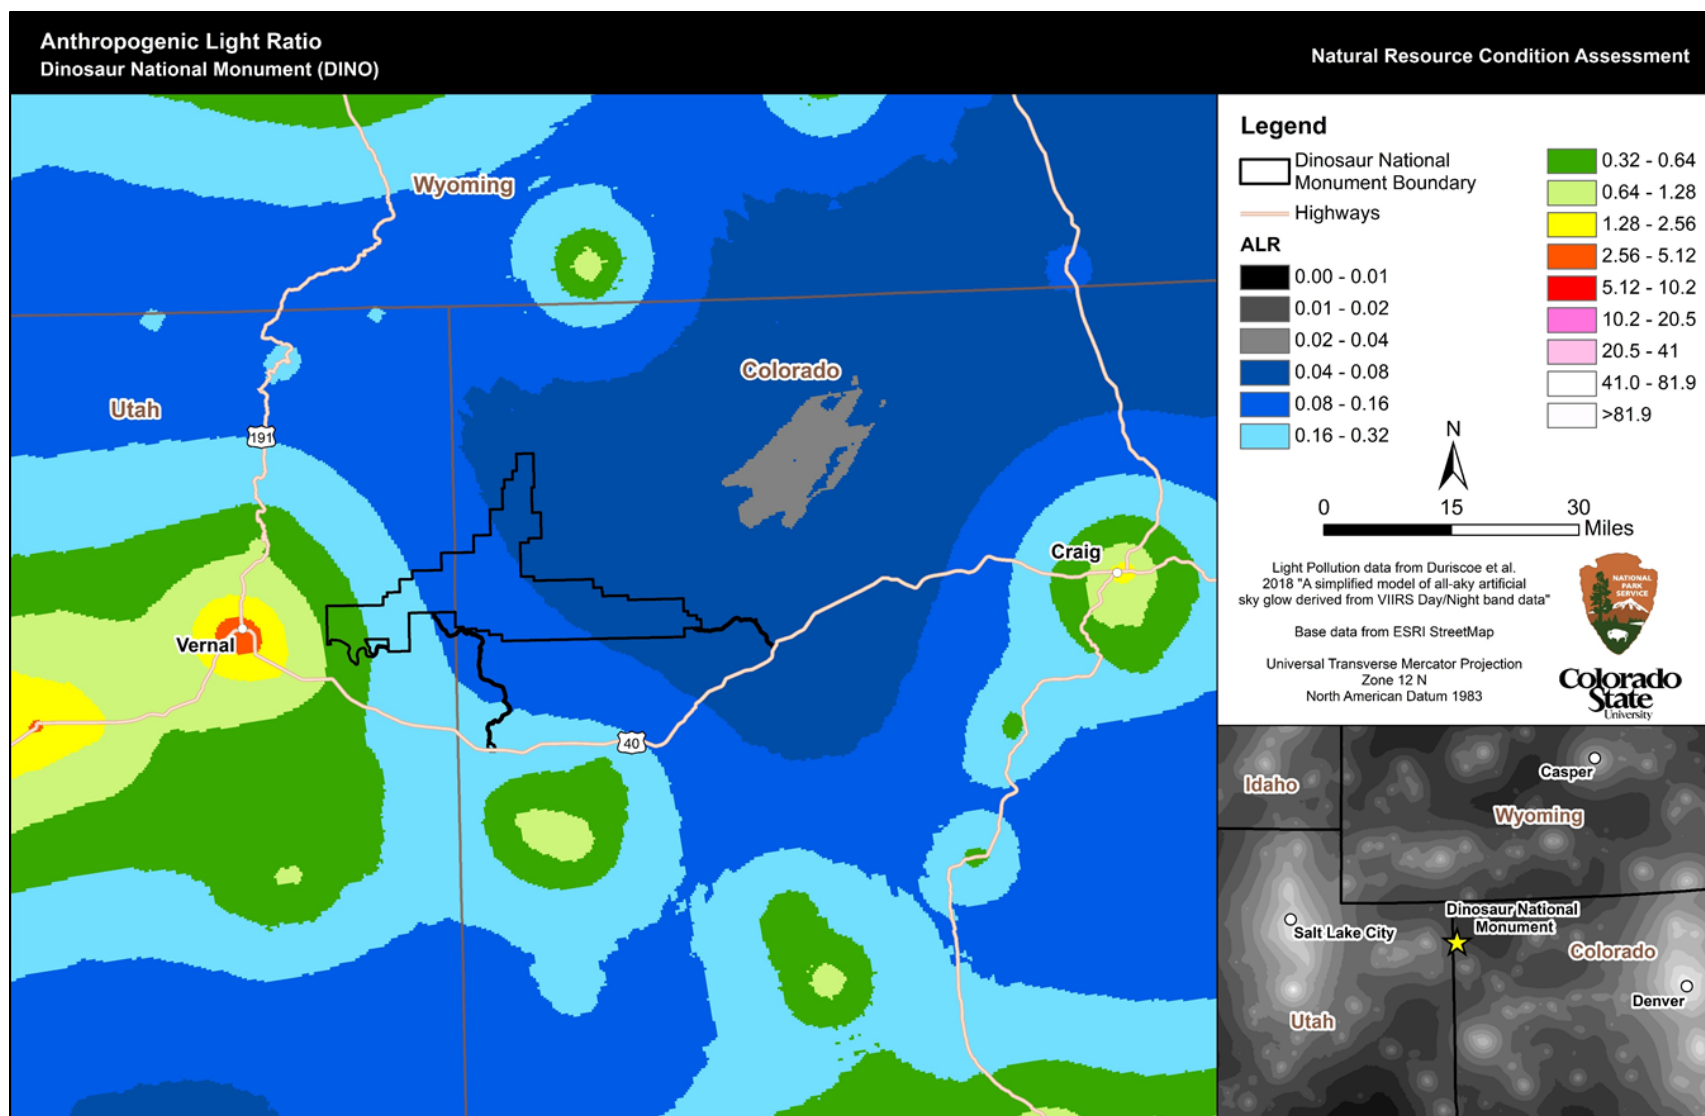 Anthropogenic Light Ratio
Dinosaur National Monument (DINO)
Natural Resource Condition Assessment
Wyoming
Colorado
Utah
191
Craig
Vernal
40
Legend
Dinosaur National
Monument Boundary
Highways
ALR
0.00 - 0.01
0.01 - 0.02
0.02 - 0.04
0.04 - 0.08
0.08 - 0.16
0.16 - 0.32
0.32 - 0.64
0.64 - 1.28
1.28 - 2.56
2.56 - 5.12
5.12 - 10.2
10.2 - 20.5
20.5 - 41
41.0 - 81.9
>81.9
N
0 15 30
Miles
Light Pollution data from Duriscoe et al.
2018 "A simplified model of all-aky artificial
sky glow derived from VIIRS Day/Night band data"
Base data from ESRI StreetMap
Universal Transverse Mercator Projection
Zone 12 N
North American Datum 1983
NATIONAL
PARK
SERVICE
Colorado
State
University
Idaho
Casper
Wyoming
Dinosaur National
Monument
Salt Lake City
Colorado
Denver
Utah